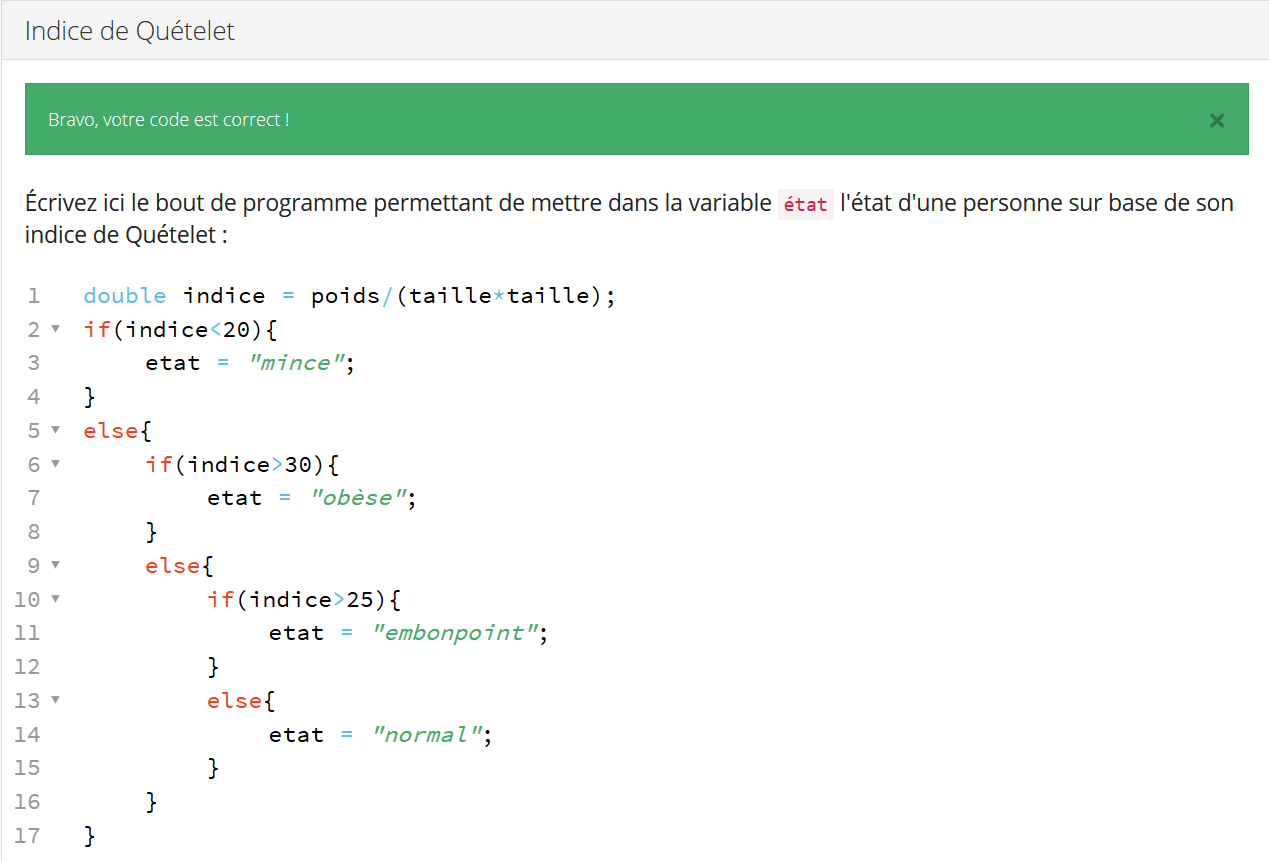 Indice de Quételet
Bravo, votre code est correct !
×
Écrivez ici le bout de programme permettant de mettre dans la variable état l'état d'une personne sur base de son
indice de Quételet :
1 double indice = poids/(taille*taille);
2 if(indice<20){
3 etat = "mince";
4 }
5 else{
6 if(indice>30){
7 etat = "obèse";
8 }
9 else{
10 if(indice>25){
11 etat = "embonpoint";
12 }
13 else{
14 etat = "normal";
15 }
16 }
17 }